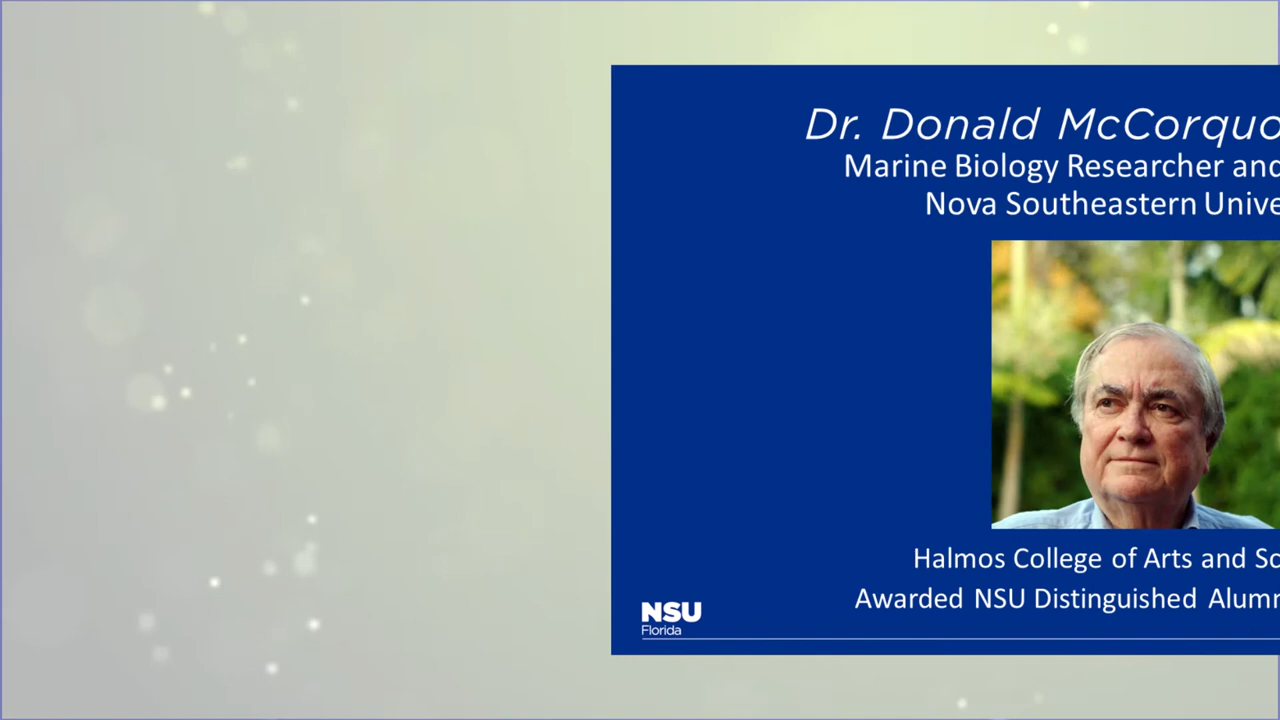 Dr. Donald McCorquo
Marine Biology Researcher and
Nova Southeastern Unive
Halmos College of Arts and Sc
Awarded NSU Distinguished Alumn
NSU
Florida